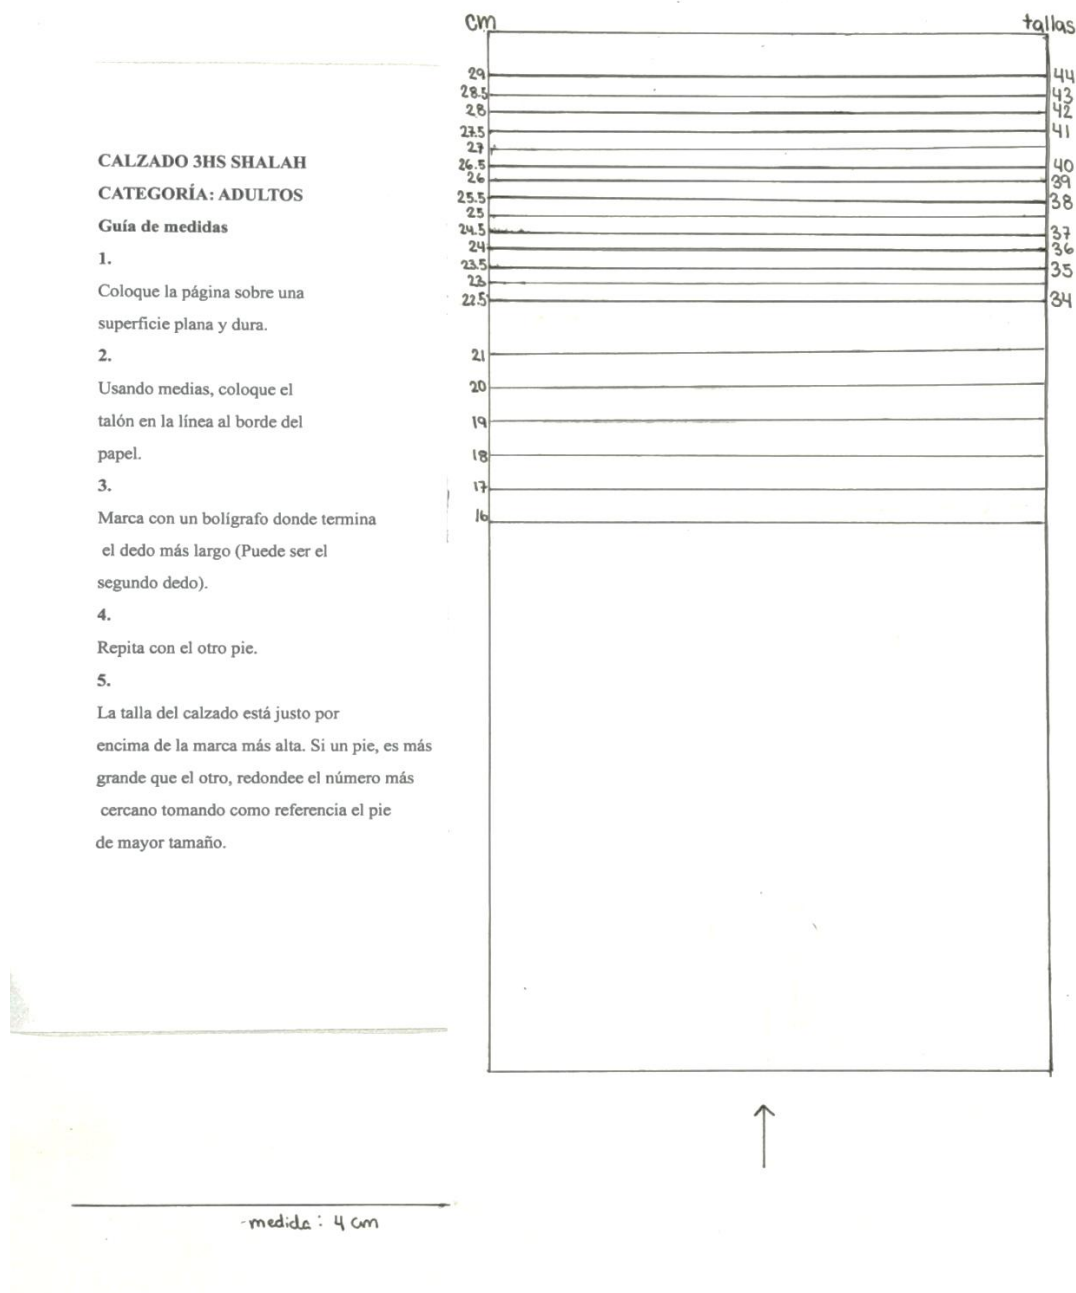 CALZADO 3HS SHALAH
CATEGORÍA: ADULTOS
Guía de medidas
1.
Coloque la página sobre una
superficie plana y dura.
2.
Usando medias, coloque el
talón en la línea al borde del
papel.
3.
Marca con un bolígrafo donde termina
el dedo más largo (Puede ser el
segundo dedo).
4.
Repita con el otro pie.
5.
La talla del calzado está justo por
encima de la marca más alta. Si un pie, es más
grande que el otro, redondee el número más
cercano tomando como referencia el pie
de mayor tamaño.
cm tallas
29 44
28.5 43
28 42
27.5 41
27
26.5 40
26 39
25.5 38
25
24.5 37
24 36
23.5 35
23
22.5 34
21
20
19
18
17
16
-medida: 4 cm